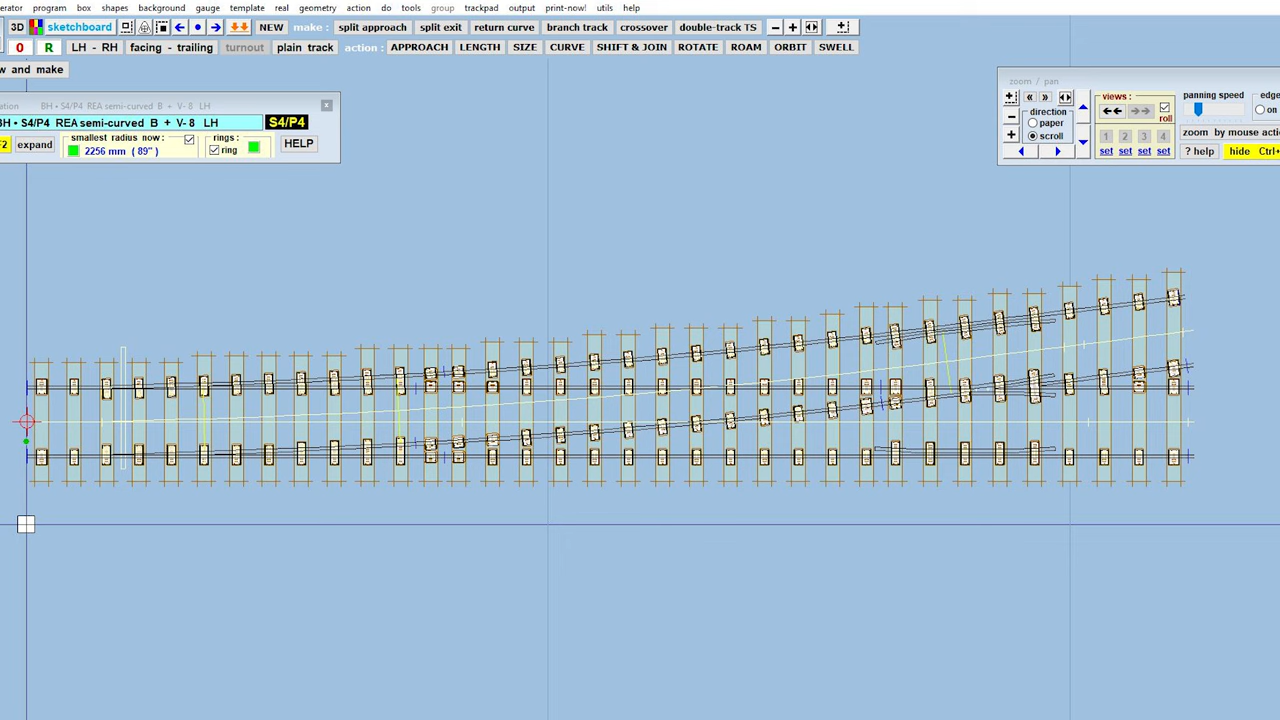 erator program box shapes background gauge template real geometry action do tools group trackpad output print-now! utils help
3D sketchboard NEW make : split approach split exit return curve branch track crossover double-track TS
0 R LH - RH facing - trailing turnout plain track action : APPROACH LENGTH SIZE CURVE SHIFT & JOIN ROTATE ROAM ORBIT SWELL
w and make
ation BH • S4/P4 REA semi-curved B + V- 8 LH
BH • S4/P4 REA semi-curved B + V- 8 LH S4/P4
F2 expand smallest radius now : 2256 mm ( 89" ) rings : ring HELP
zoom / pan
« » direction paper scroll
views : roll
1 2 3 4
set set set set
panning speed edge
on
zoom by mouse acti
? help hide Ctrl+